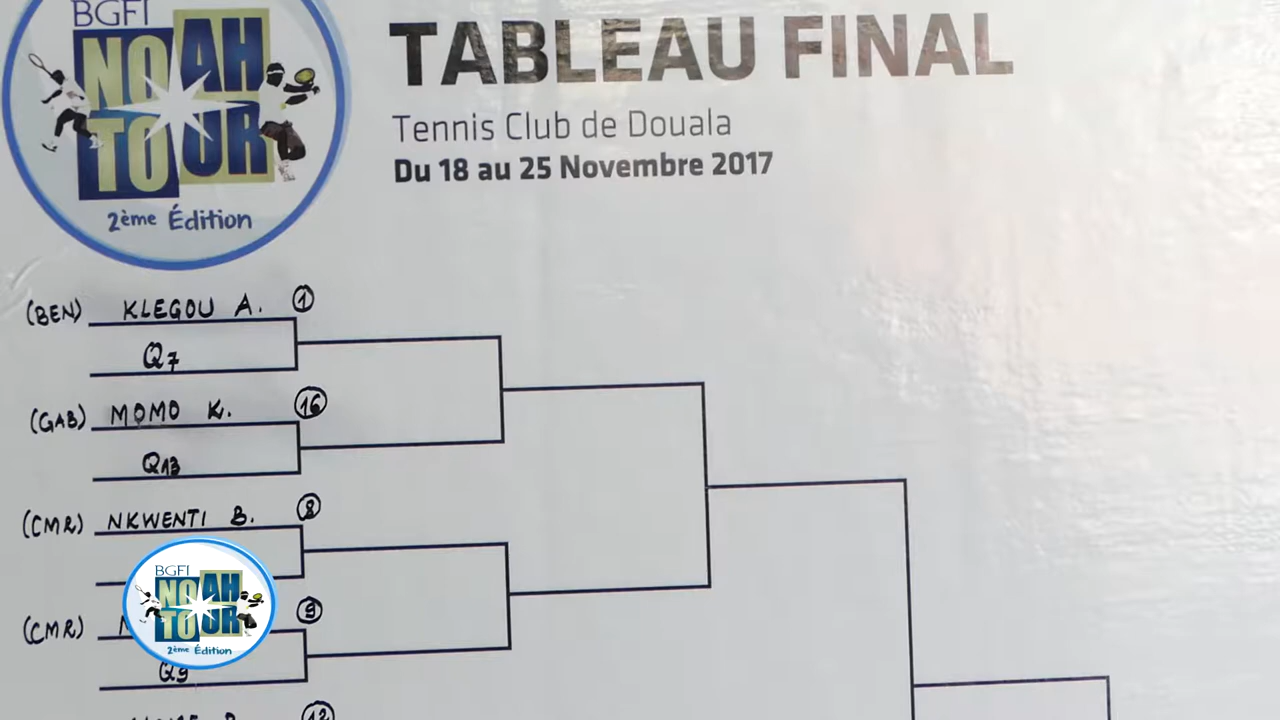 BGFI
NOAH
TOUR
2ème Édition
TABLEAU FINAL
Tennis Club de Douala
Du 18 au 25 Novembre 2017
(BEN) KLEGOU A. 1
Q7
(GAB) MOMO K. 16
Q13
(CMR) NKWENTI B. 8
(CMR) 9
Q9
12
BGFI
NOAH
TOUR
2ème Édition